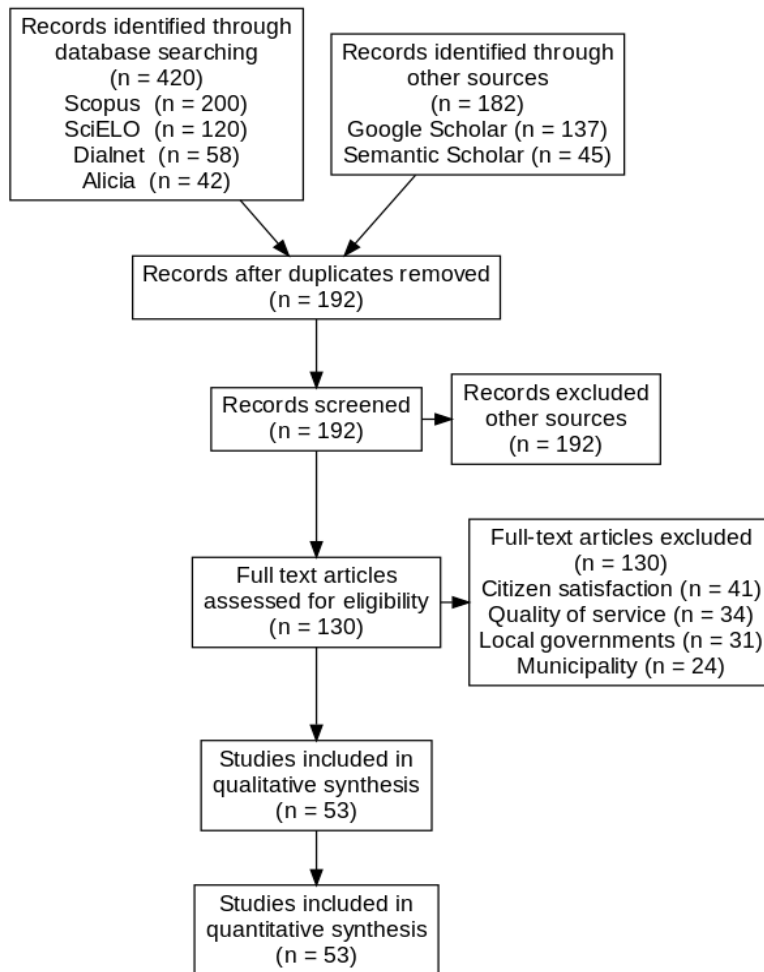 Records identified through
database searching
(n = 420)
Scopus (n = 200)
SciELO (n = 120)
Dialnet (n = 58)
Alicia (n = 42)
Records identified through
other sources
(n = 182)
Google Scholar (n = 137)
Semantic Scholar (n = 45)
Records after duplicates removed
(n = 192)
Records screened
(n = 192)
Records excluded
other sources
(n = 192)
Full text articles
assessed for eligibility
(n = 130)
Full-text articles excluded
(n = 130)
Citizen satisfaction (n = 41)
Quality of service (n = 34)
Local governments (n = 31)
Municipality (n = 24)
Studies included in
qualitative synthesis
(n = 53)
Studies included in
quantitative synthesis
(n = 53)